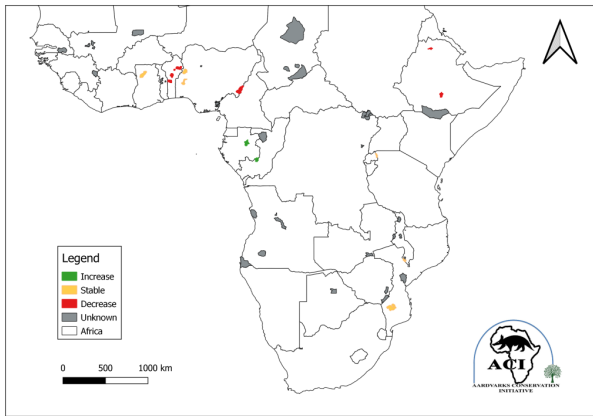 Legend
Increase
Stable
Decrease
Unknown
Africa
0 500 1000 km
ACI
AARDVARKS CONSERVATION
INITIATIVE